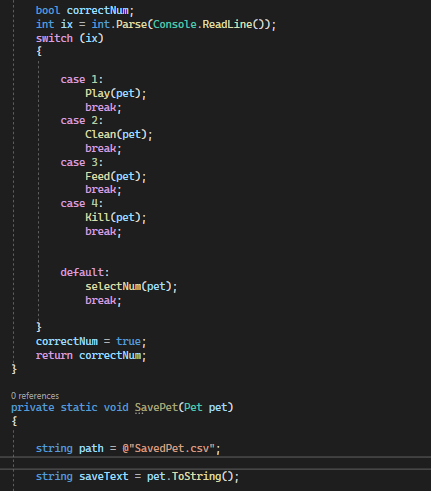 bool correctNum;
int ix = int.Parse(Console.ReadLine());
switch (ix)
{
case 1:
Play(pet);
break;
case 2:
Clean(pet);
break;
case 3:
Feed(pet);
break;
case 4:
Kill(pet);
break;
default:
selectNum(pet);
break;
}
correctNum = true;
return correctNum;
}
0 references
private static void SavePet(Pet pet)
{
string path = @"SavedPet.csv";
string saveText = pet.ToString();